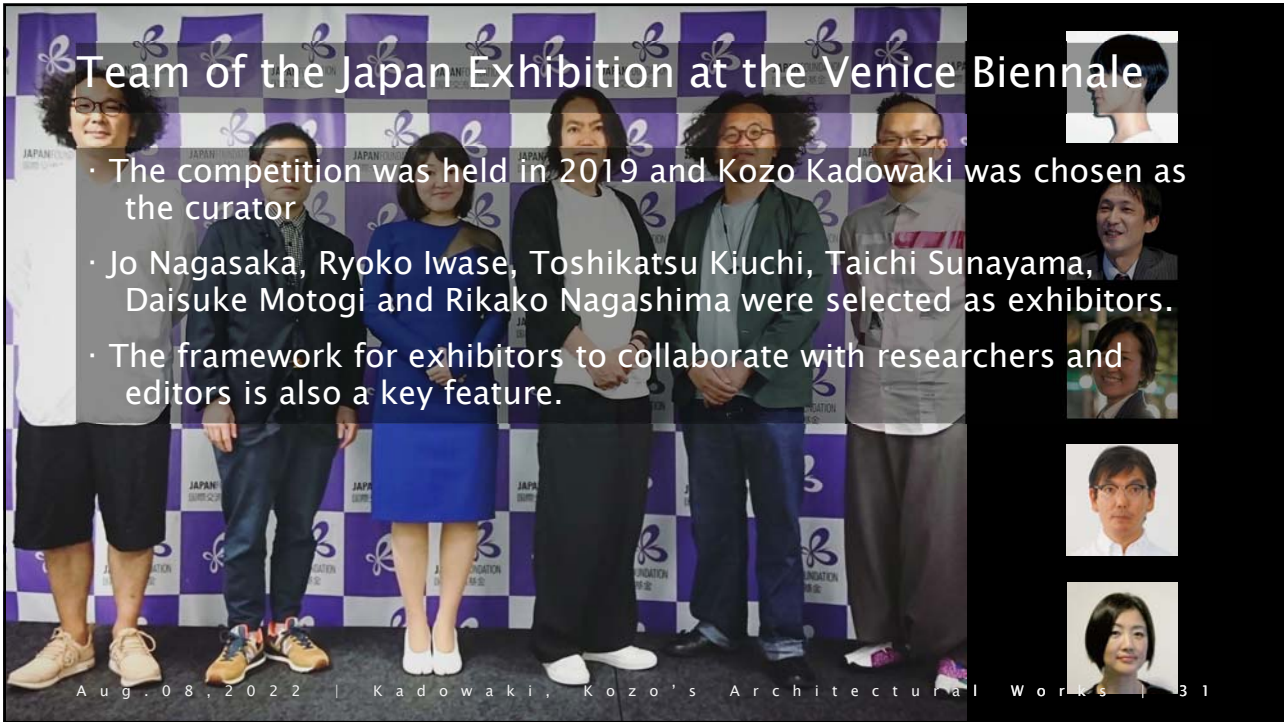 Team of the Japan Exhibition at the Venice Biennale
· The competition was held in 2019 and Kozo Kadowaki was chosen as
the curator
· Jo Nagasaka, Ryoko Iwase, Toshikatsu Kiuchi, Taichi Sunayama,
Daisuke Motogi and Rikako Nagashima were selected as exhibitors.
· The framework for exhibitors to collaborate with researchers and
editors is also a key feature.
Aug.08,2022 | Kadowaki, Kozo's Architectural Works | 31